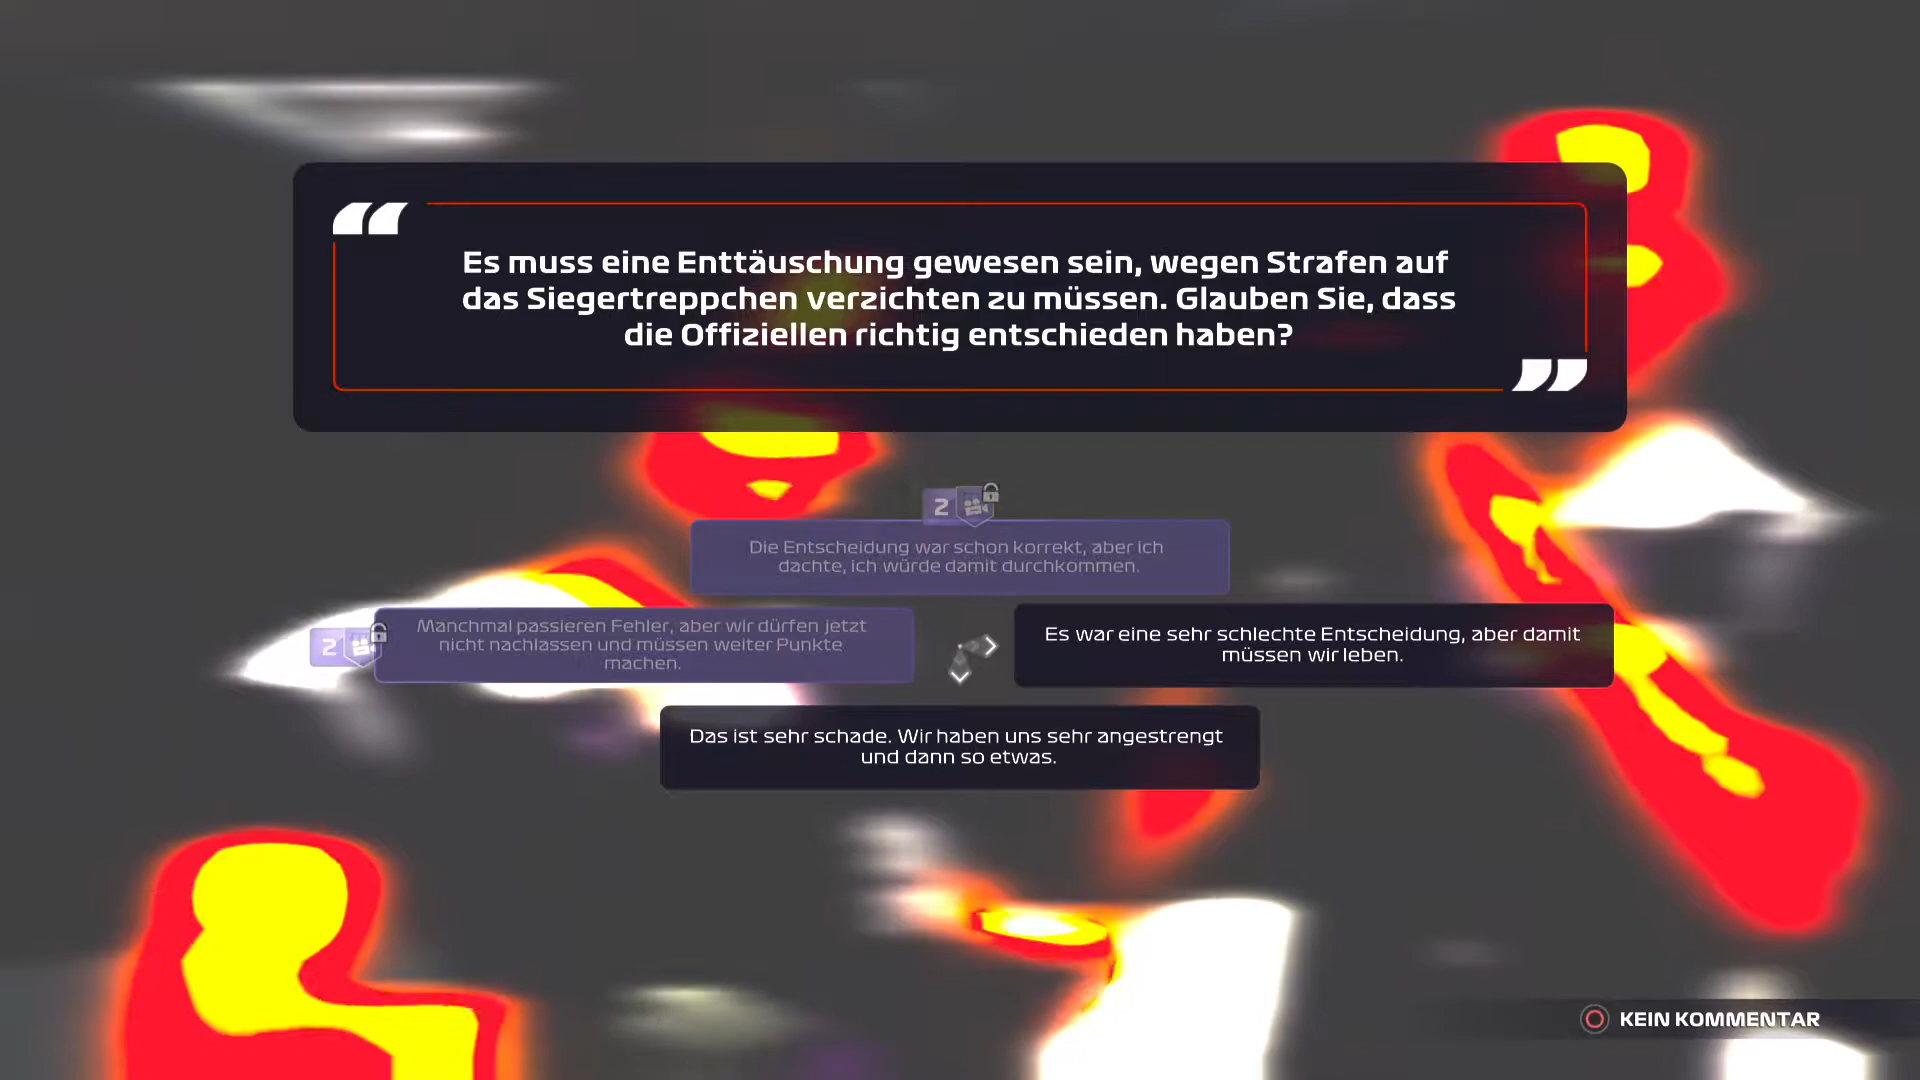 Es muss eine Enttäuschung gewesen sein, wegen Strafen auf
das Siegertreppchen verzichten zu müssen. Glauben Sie, dass
die Offiziellen richtig entschieden haben?
2
Die Entscheidung war schon korrekt, aber ich
dachte, ich würde damit durchkommen.
2
Manchmal passieren Fehler, aber wir dürfen jetzt
nicht nachlassen und müssen weiter Punkte
machen.
Es war eine sehr schlechte Entscheidung, aber damit
müssen wir leben.
Das ist sehr schade. Wir haben uns sehr angestrengt
und dann so etwas.
KEIN KOMMENTAR